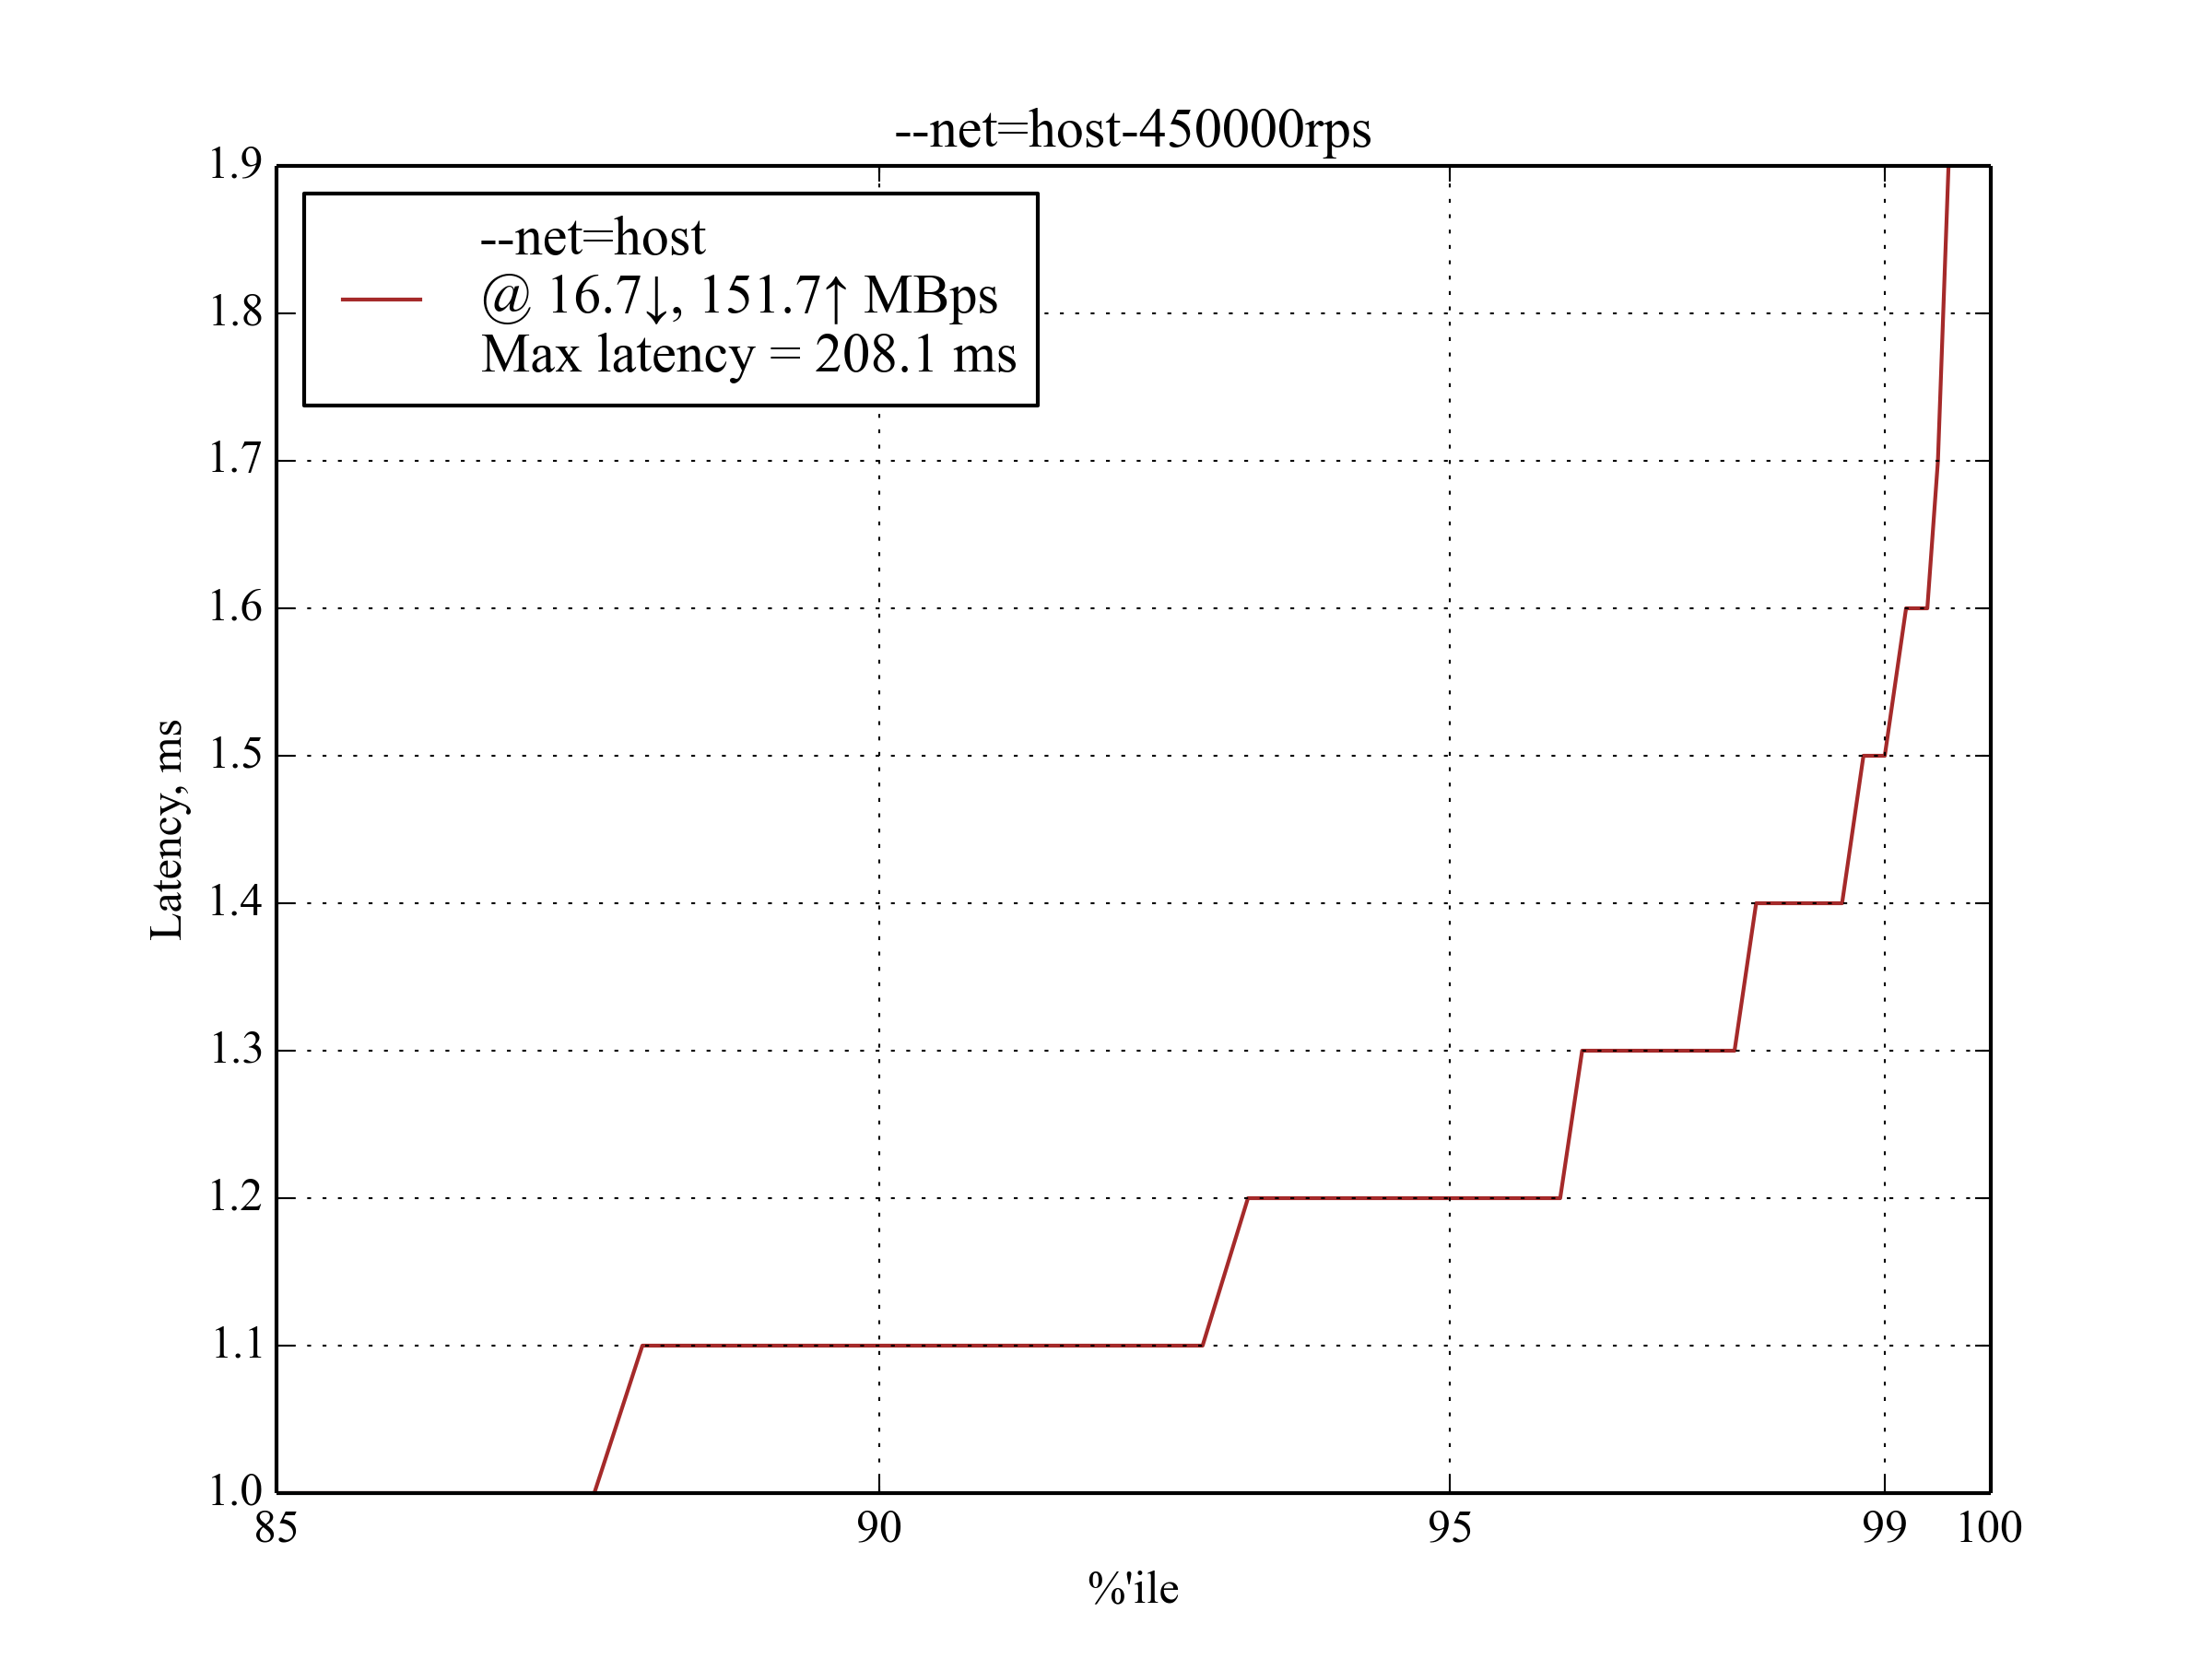 --net=host-450000rps
--net=host
@ 16.7↓, 151.7↑ MBps
Max latency = 208.1 ms
1.9
1.8
1.7
1.6
1.5
1.4
1.3
1.2
1.1
1.0
Latency, ms
85 90 95 99 100
%'ile